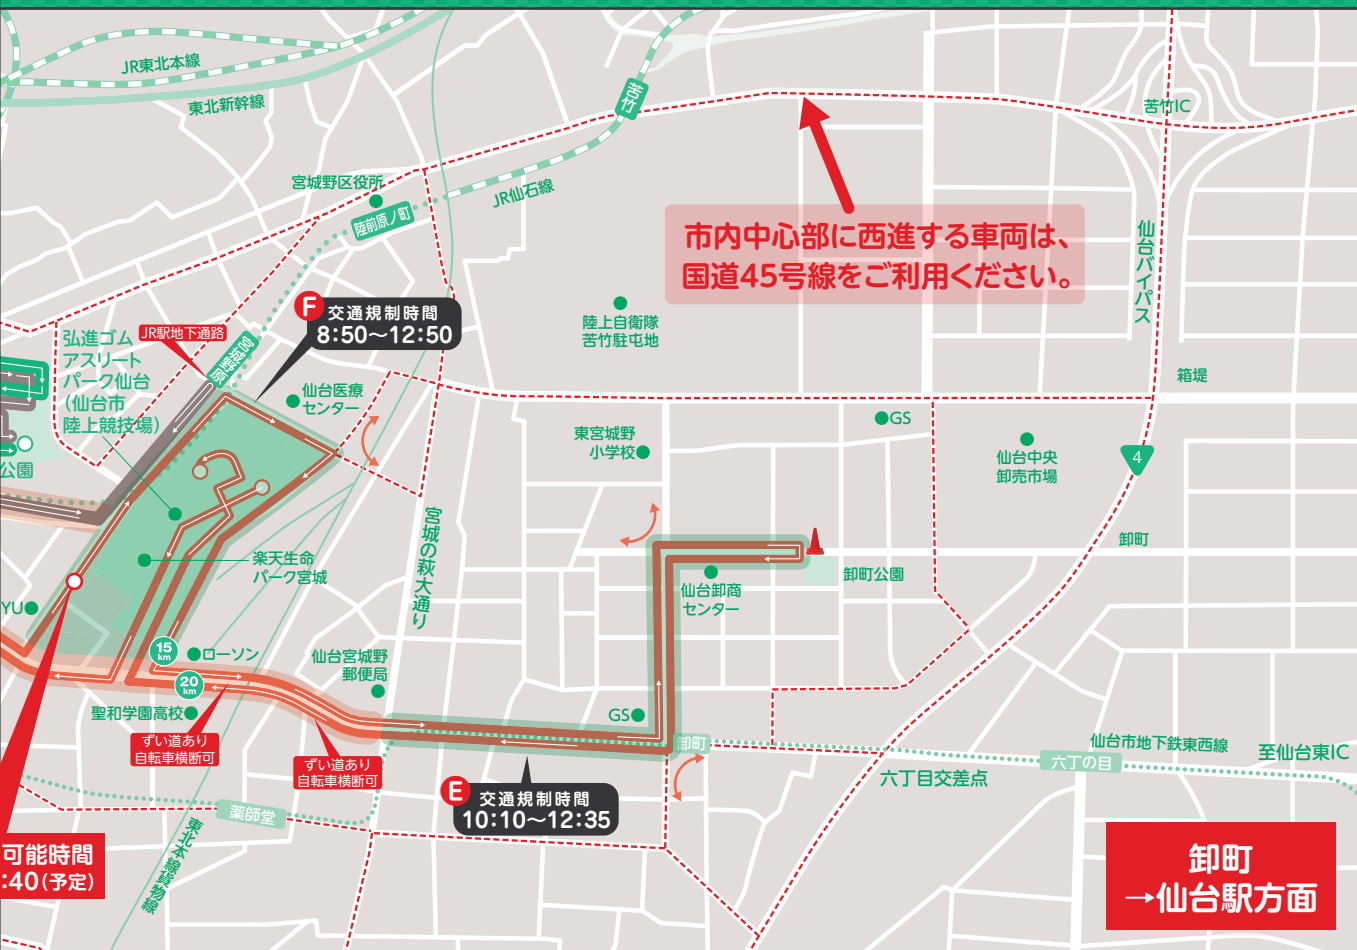 JR東北本線
東北新幹線
苦竹
苦竹IC
宮城野区役所
陸前原ノ町
JR仙石線
市内中心部に西進する車両は、
国道45号線をご利用ください。
仙台バイパス
F
交通規制時間
8:50〜12:50
JR駅地下通路
宮城野原
弘進ゴム
アスリート
パーク仙台
(仙台市
陸上競技場)
陸上自衛隊
苦竹駐屯地
仙台医療
センター
箱堤
GS
東宮城野
小学校
仙台中央
卸売市場
4
公園
宮城の萩大通り
卸町
楽天生命
パーク宮城
仙台卸商
センター
卸町公園
YU
15
km
ローソン
20
km
仙台宮城野
郵便局
聖和学園高校
GS
ずい道あり
自転車横断可
ずい道あり
自転車横断可
卸町
仙台市地下鉄東西線
至仙台東IC
六丁の目
六丁目交差点
E
交通規制時間
10:10〜12:35
薬師堂
東北本線貨物線
可能時間
:40(予定)
卸町
→仙台駅方面